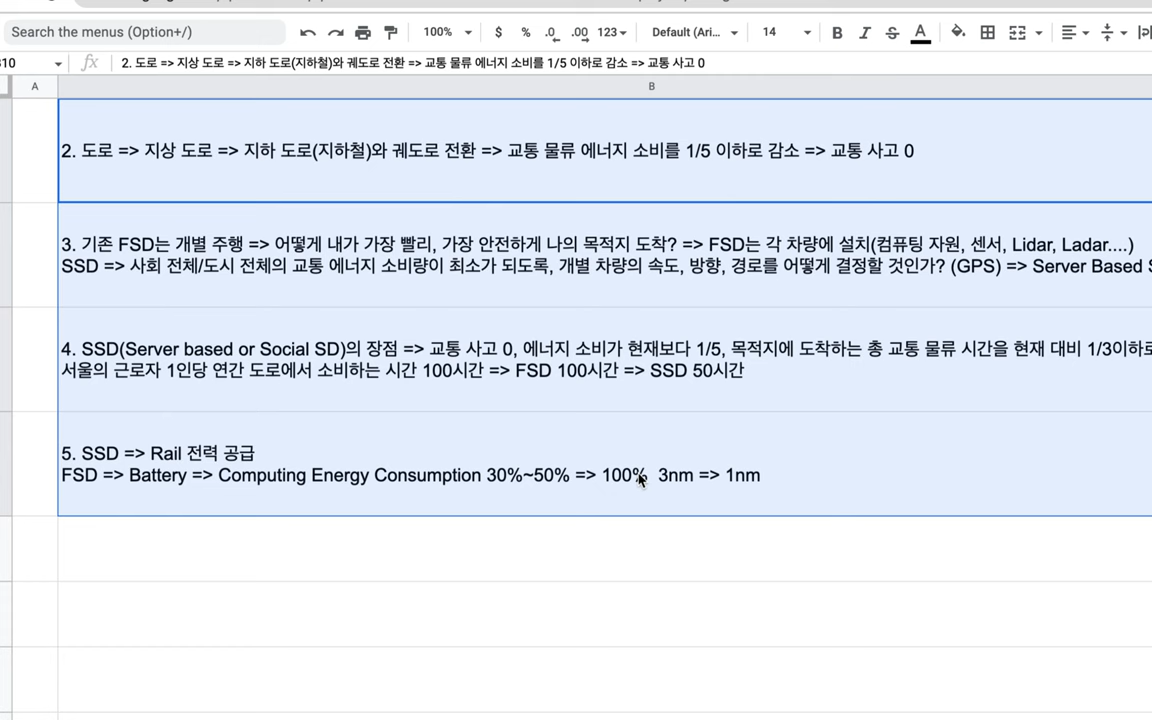 Search the menus (Option+/)
100%
$ % .0 .00 123
Default (Ari...
14
B I S A
10
fx
2. 도로 => 지상 도로 => 지하 도로(지하철)와 궤도로 전환 => 교통 물류 에너지 소비를 1/5 이하로 감소 => 교통 사고 0
A
B
2. 도로 => 지상 도로 => 지하 도로(지하철)와 궤도로 전환 => 교통 물류 에너지 소비를 1/5 이하로 감소 => 교통 사고 0
3. 기존 FSD는 개별 주행 => 어떻게 내가 가장 빨리, 가장 안전하게 나의 목적지 도착? => FSD는 각 차량에 설치(컴퓨팅 자원, 센서, Lidar, Ladar....)
SSD => 사회 전체/도시 전체의 교통 에너지 소비량이 최소가 되도록, 개별 차량의 속도, 방향, 경로를 어떻게 결정할 것인가? (GPS) => Server Based
4. SSD(Server based or Social SD)의 장점 => 교통 사고 0, 에너지 소비가 현재보다 1/5, 목적지에 도착하는 총 교통 물류 시간을 현재 대비 1/3이하로
서울의 근로자 1인당 연간 도로에서 소비하는 시간 100시간 => FSD 100시간 => SSD 50시간
5. SSD => Rail 전력 공급
FSD => Battery => Computing Energy Consumption 30%~50% => 100% 3nm => 1nm